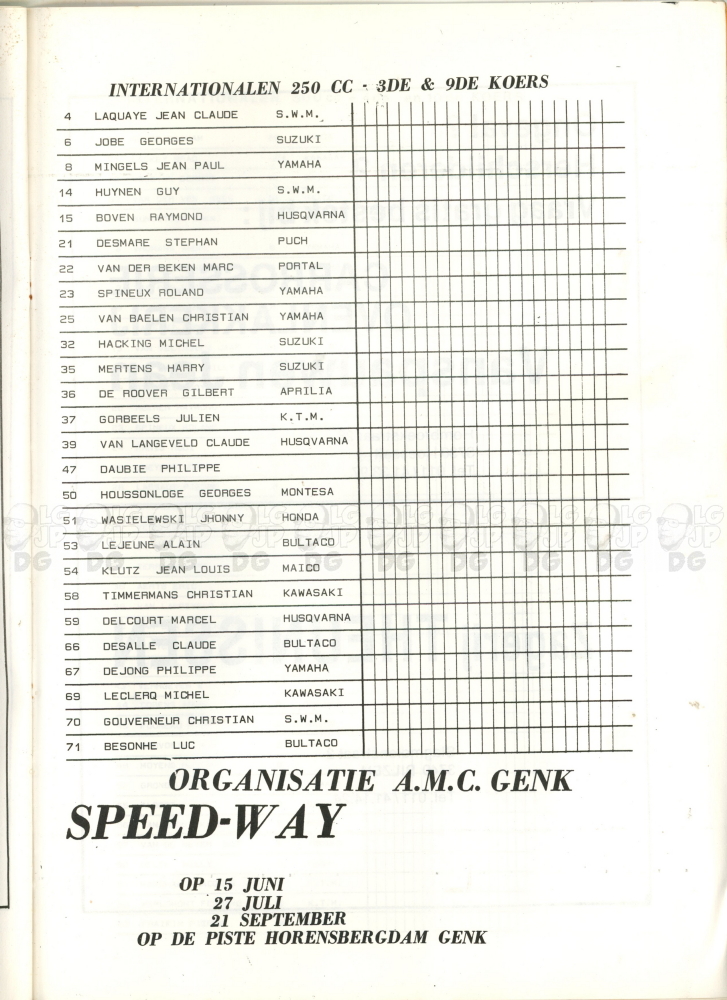 INTERNATIONALEN 250 CC - 3DE & 9DE KOERS
4 LAQUAYE JEAN CLAUDE S.W.M.
6 JOBE GEORGES SUZUKI
8 MINGELS JEAN PAUL YAMAHA
14 HUYNEN GUY S.W.M.
15 BOVEN RAYMOND HUSQVARNA
21 DESMARE STEPHAN PUCH
22 VAN DER BEKEN MARC PORTAL
23 SPINEUX ROLAND YAMAHA
25 VAN BAELEN CHRISTIAN YAMAHA
32 HACKING MICHEL SUZUKI
35 MERTENS HARRY SUZUKI
36 DE ROOVER GILBERT APRILIA
37 GORBEELS JULIEN K.T.M.
39 VAN LANGEVELD CLAUDE HUSQVARNA
47 DAUBIE PHILIPPE
50 HOUSSONLOGE GEORGES MONTESA
51 WASIELEWSKI JHONNY HONDA
53 LEJEUNE ALAIN BULTACO
54 KLUTZ JEAN LOUIS MAICO
58 TIMMERMANS CHRISTIAN KAWASAKI
59 DELCOURT MARCEL HUSQVARNA
66 DESALLE CLAUDE BULTACO
67 DEJONG PHILIPPE YAMAHA
69 LECLERQ MICHEL KAWASAKI
70 GOUVERNEUR CHRISTIAN S.W.M.
71 BESONHE LUC BULTACO
ORGANISATIE A.M.C. GENK
SPEED-WAY
OP 15 JUNI
27 JULI
21 SEPTEMBER
OP DE PISTE HORENSBERGDAM GENK